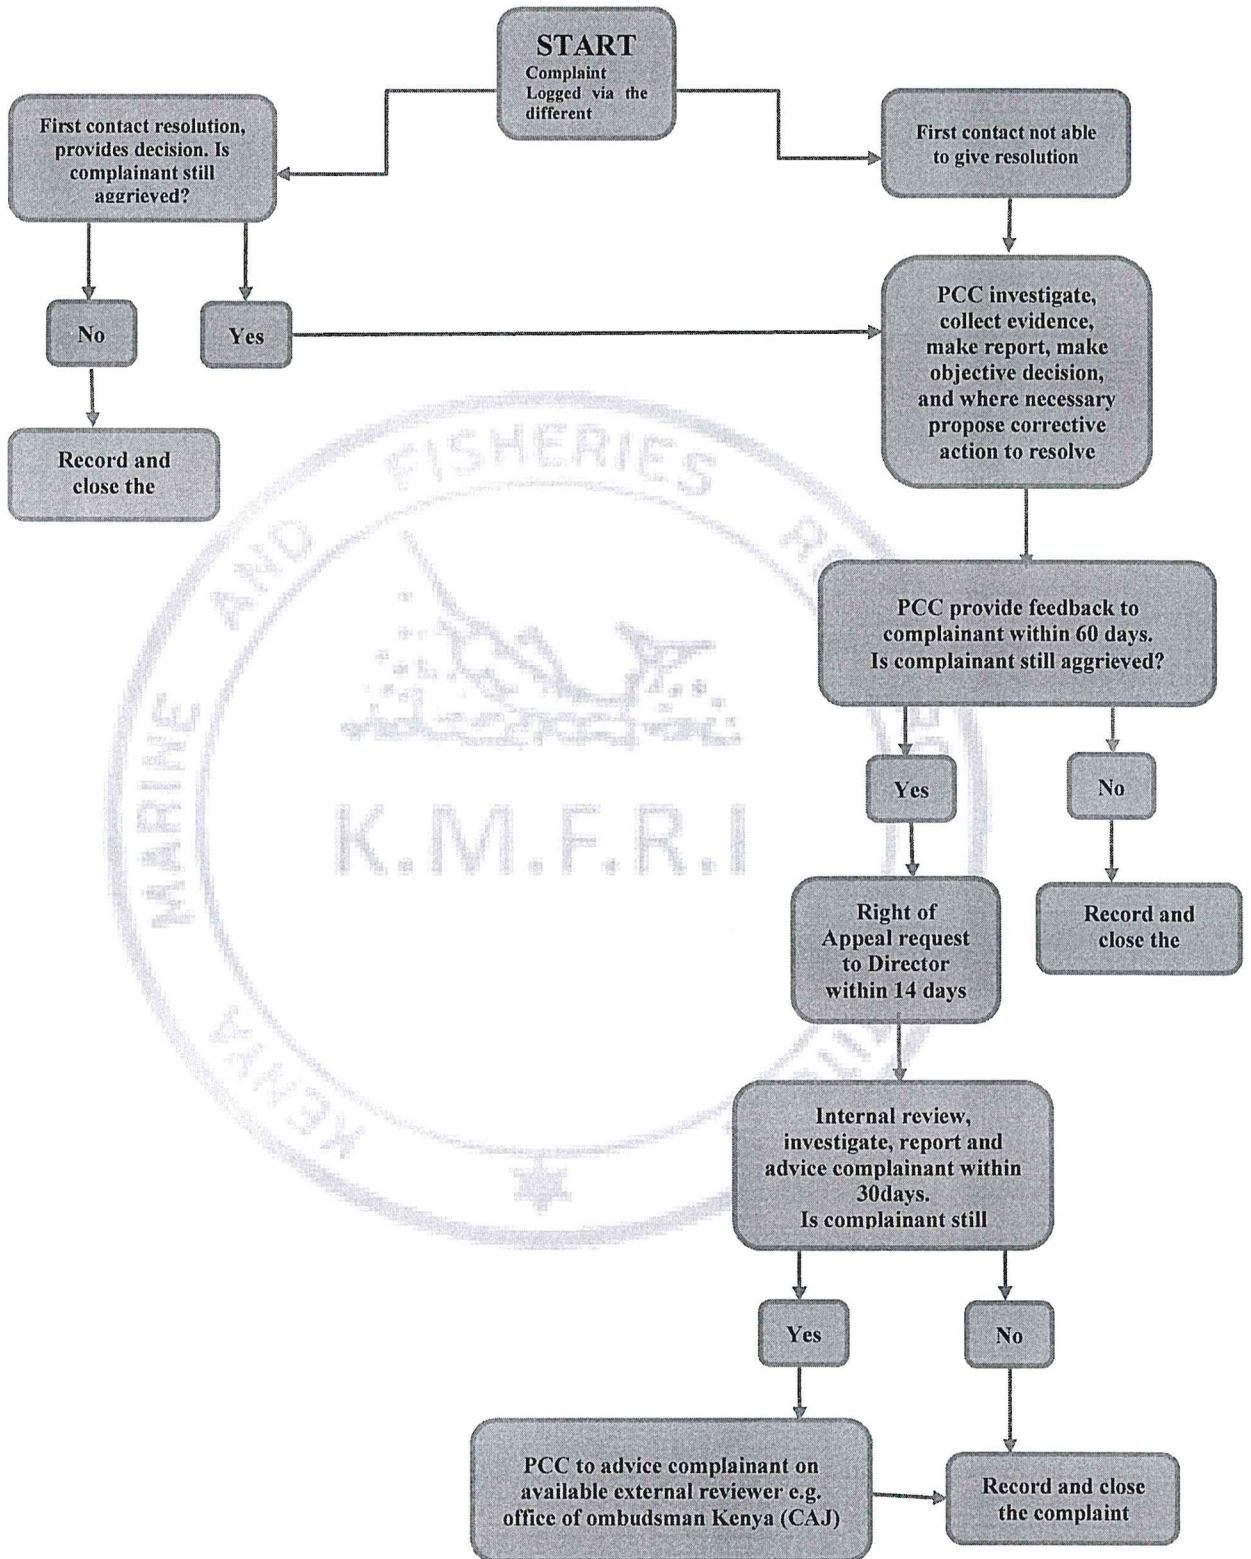 START
Complaint
Logged via the
different
First contact resolution,
provides decision. Is
complainant still
aggrieved?
First contact not able
to give resolution
No
Yes
PCC investigate,
collect evidence,
make report, make
objective decision,
and where necessary
propose corrective
action to resolve
Record and
close the
PCC provide feedback to
complainant within 60 days.
Is complainant still aggrieved?
Yes
No
Right of
Appeal request
to Director
within 14 days
Record and
close the
Internal review,
investigate, report and
advice complainant within
30days.
Is complainant still
Yes
No
PCC to advice complainant on
available external reviewer e.g.
office of ombudsman Kenya (CAJ)
Record and close
the complaint
KENYA MARINE AND FISHERIES
K.M.F.R.I